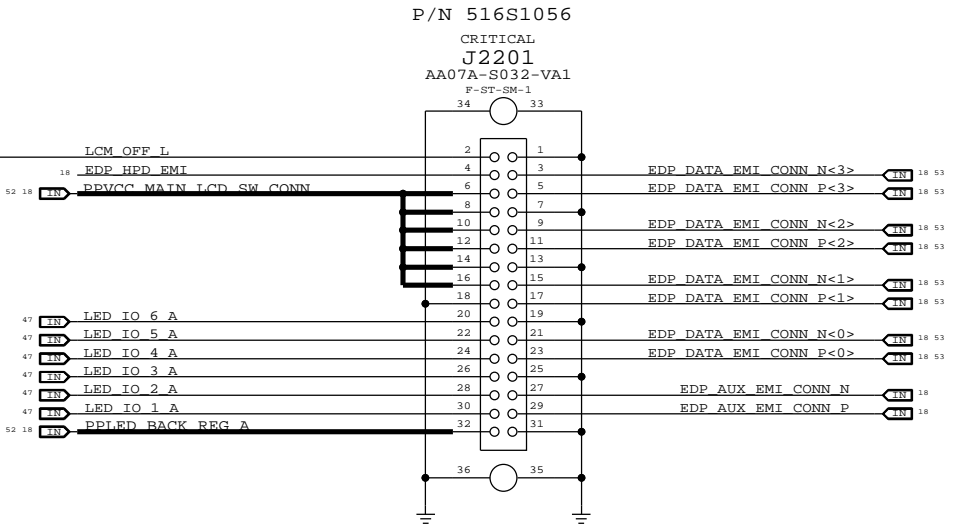 P/N 516S1056
CRITICAL
J2201
AA07A-S032-VA1
F-ST-SM-1
34 33
LCM_OFF_L 2 1
18 EDP_HPD_EMI 4 3 EDP_DATA_EMI_CONN_N<3> IN 18 53
52 18 IN PPVCC_MAIN_LCD_SW_CONN 6 5 EDP_DATA_EMI_CONN_P<3> IN 18 53
8 7
10 9 EDP_DATA_EMI_CONN_N<2> IN 18 53
12 11 EDP_DATA_EMI_CONN_P<2> IN 18 53
14 13
16 15 EDP_DATA_EMI_CONN_N<1> IN 18 53
18 17 EDP_DATA_EMI_CONN_P<1> IN 18 53
47 IN LED_IO_6_A 20 19
47 IN LED_IO_5_A 22 21 EDP_DATA_EMI_CONN_N<0> IN 18 53
47 IN LED_IO_4_A 24 23 EDP_DATA_EMI_CONN_P<0> IN 18 53
47 IN LED_IO_3_A 26 25
47 IN LED_IO_2_A 28 27 EDP_AUX_EMI_CONN_N IN 18
47 IN LED_IO_1_A 30 29 EDP_AUX_EMI_CONN_P IN 18
52 18 IN PPLED_BACK_REG_A 32 31
36 35